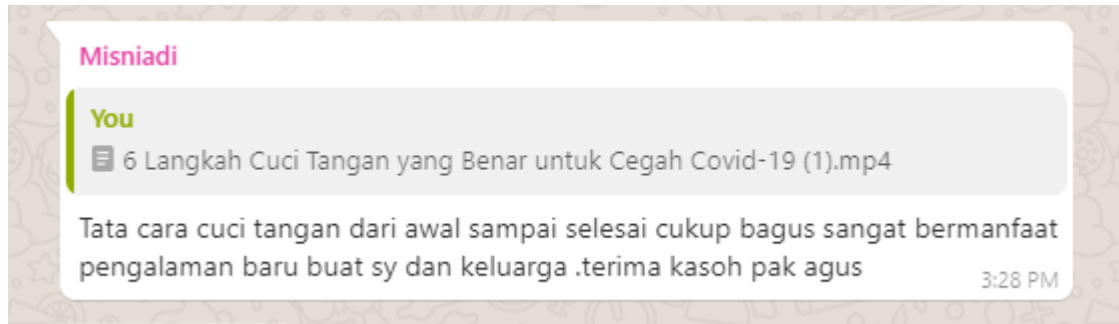 Misniadi
You
6 Langkah Cuci Tangan yang Benar untuk Cegah Covid-19 (1).mp4
Tata cara cuci tangan dari awal sampai selesai cukup bagus sangat bermanfaat
pengalaman baru buat sy dan keluarga .terima kasoh pak agus
3:28 PM